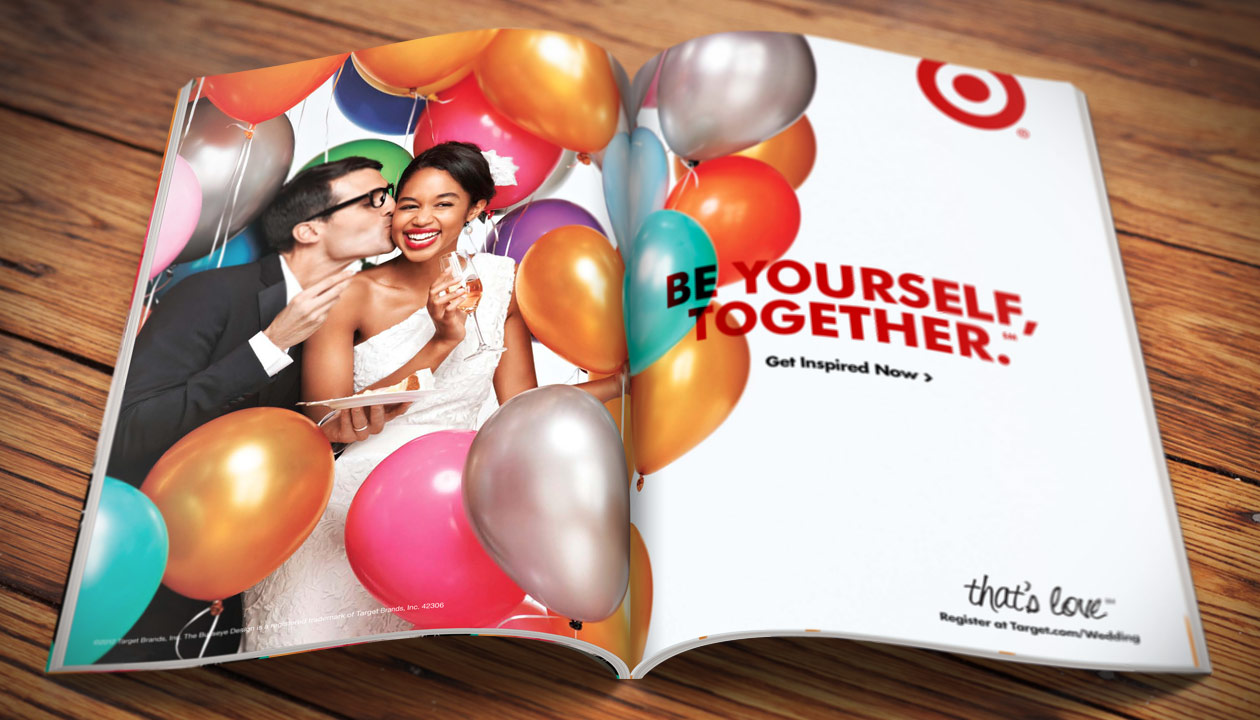 BE YOURSELF,
TOGETHER.℠
Get Inspired Now >
that's love℠
Register at Target.com/Wedding
©2012 Target Brands, Inc. The Bullseye Design is a registered trademark of Target Brands, Inc. 42306
®